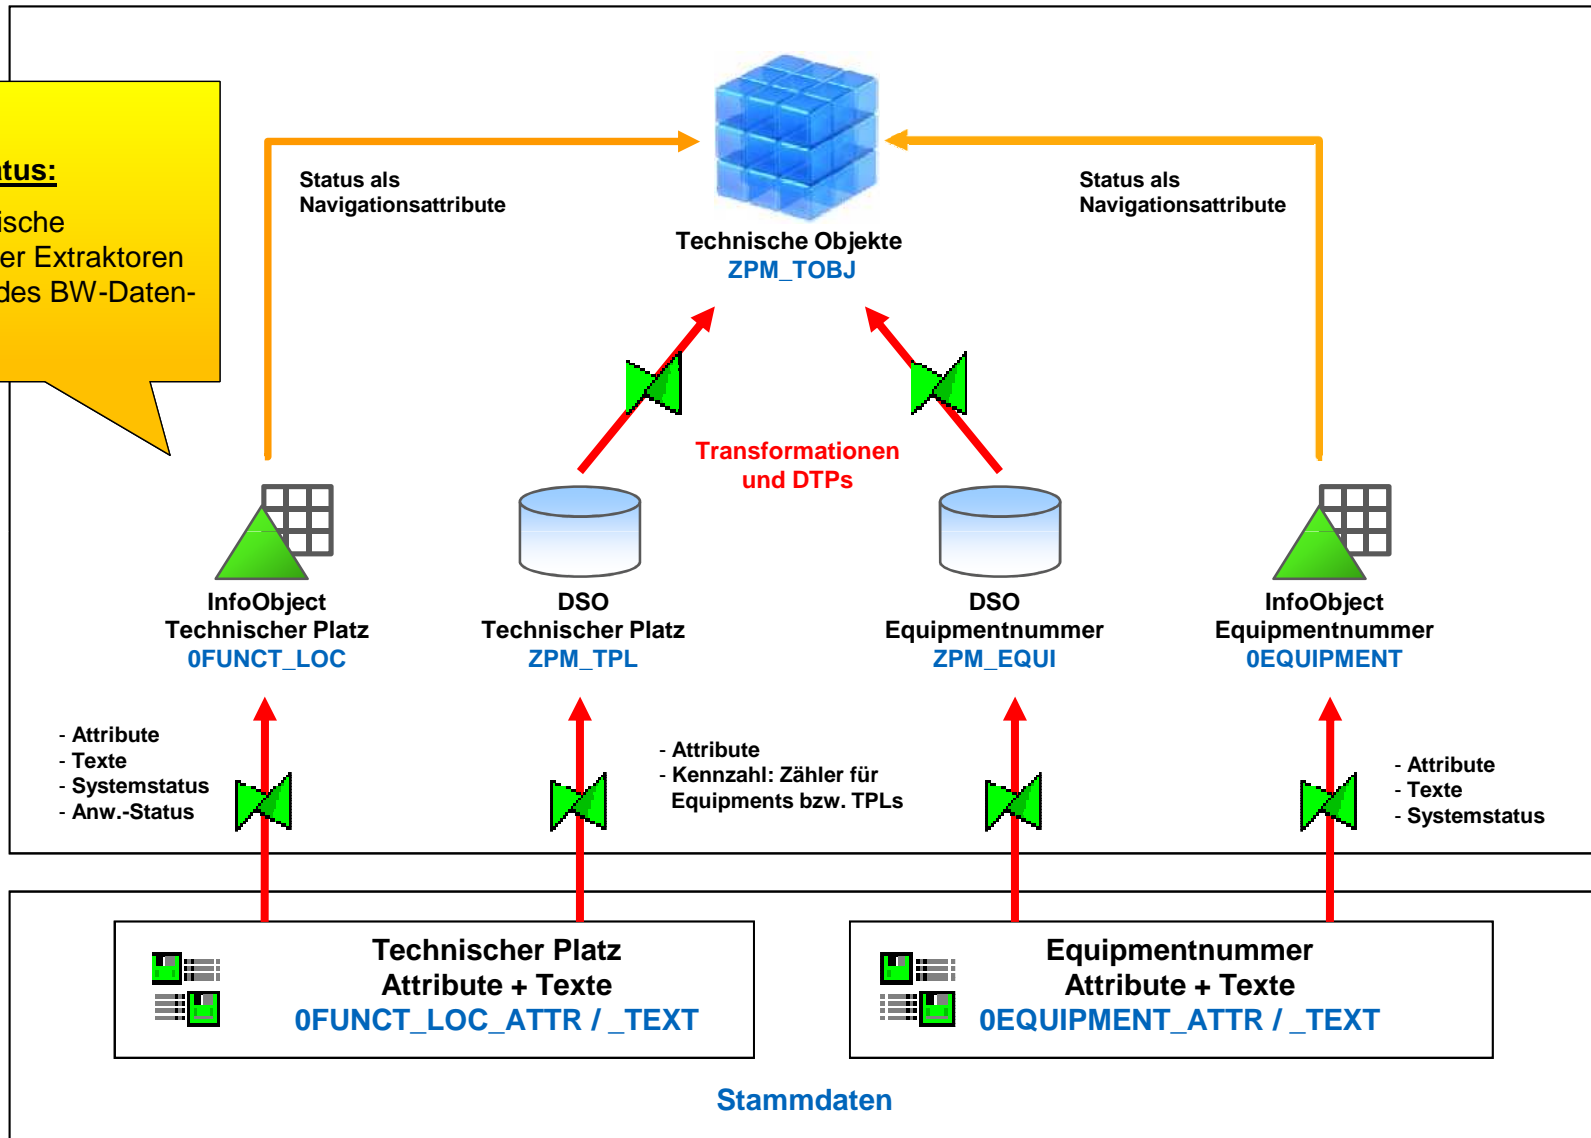 atus:
ische
er Extraktoren
des BW-Daten-
Status als
Navigationsattribute
Status als
Navigationsattribute
Technische Objekte
ZPM_TOBJ
Transformationen
und DTPs
InfoObject
Technischer Platz
0FUNCT_LOC
DSO
Technischer Platz
ZPM_TPL
DSO
Equipmentnummer
ZPM_EQUI
InfoObject
Equipmentnummer
0EQUIPMENT
- Attribute
- Texte
- Systemstatus
- Anw.-Status
- Attribute
- Kennzahl: Zähler für
Equipments bzw. TPLs
- Attribute
- Texte
- Systemstatus
Technischer Platz
Attribute + Texte
0FUNCT_LOC_ATTR / _TEXT
Equipmentnummer
Attribute + Texte
0EQUIPMENT_ATTR / _TEXT
Stammdaten